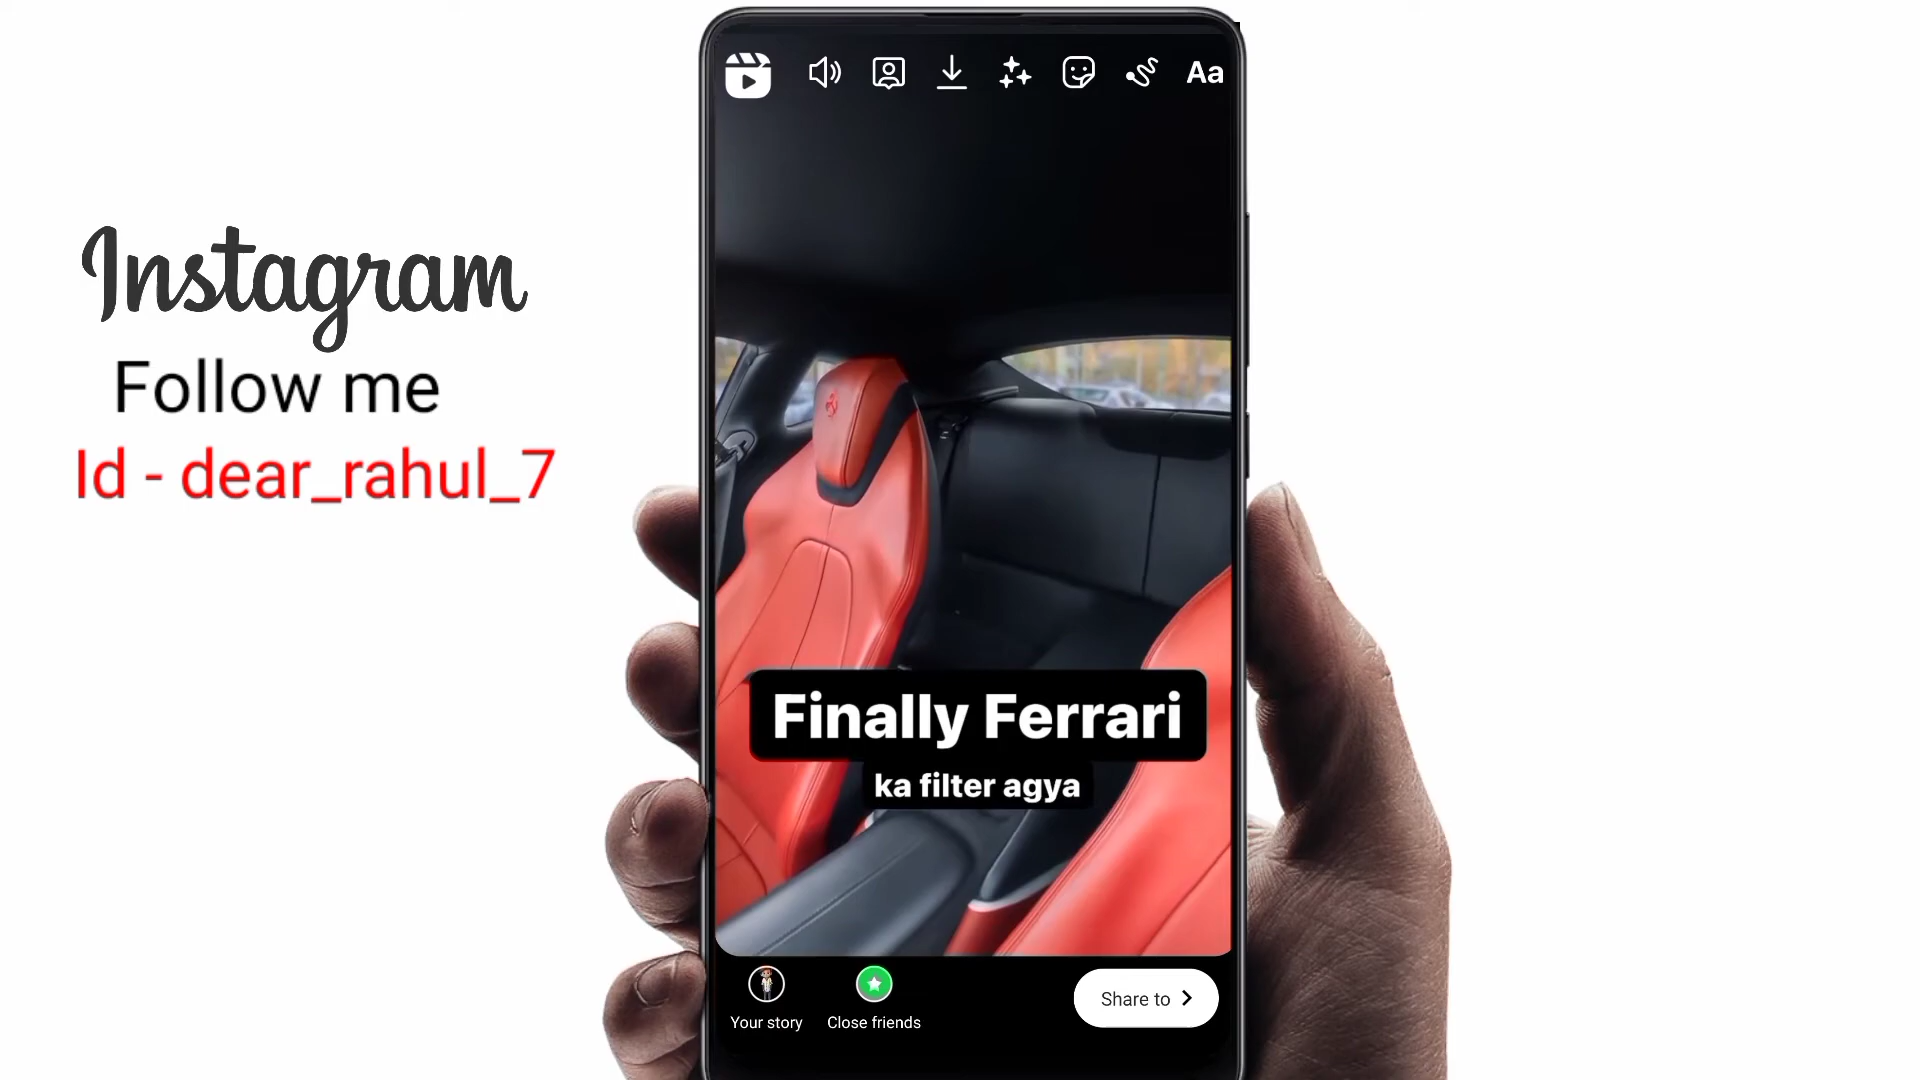 Instagram
Follow me
Id - dear_rahul_7
Aa
Finally Ferrari
ka filter agya
Your story
Close friends
Share to